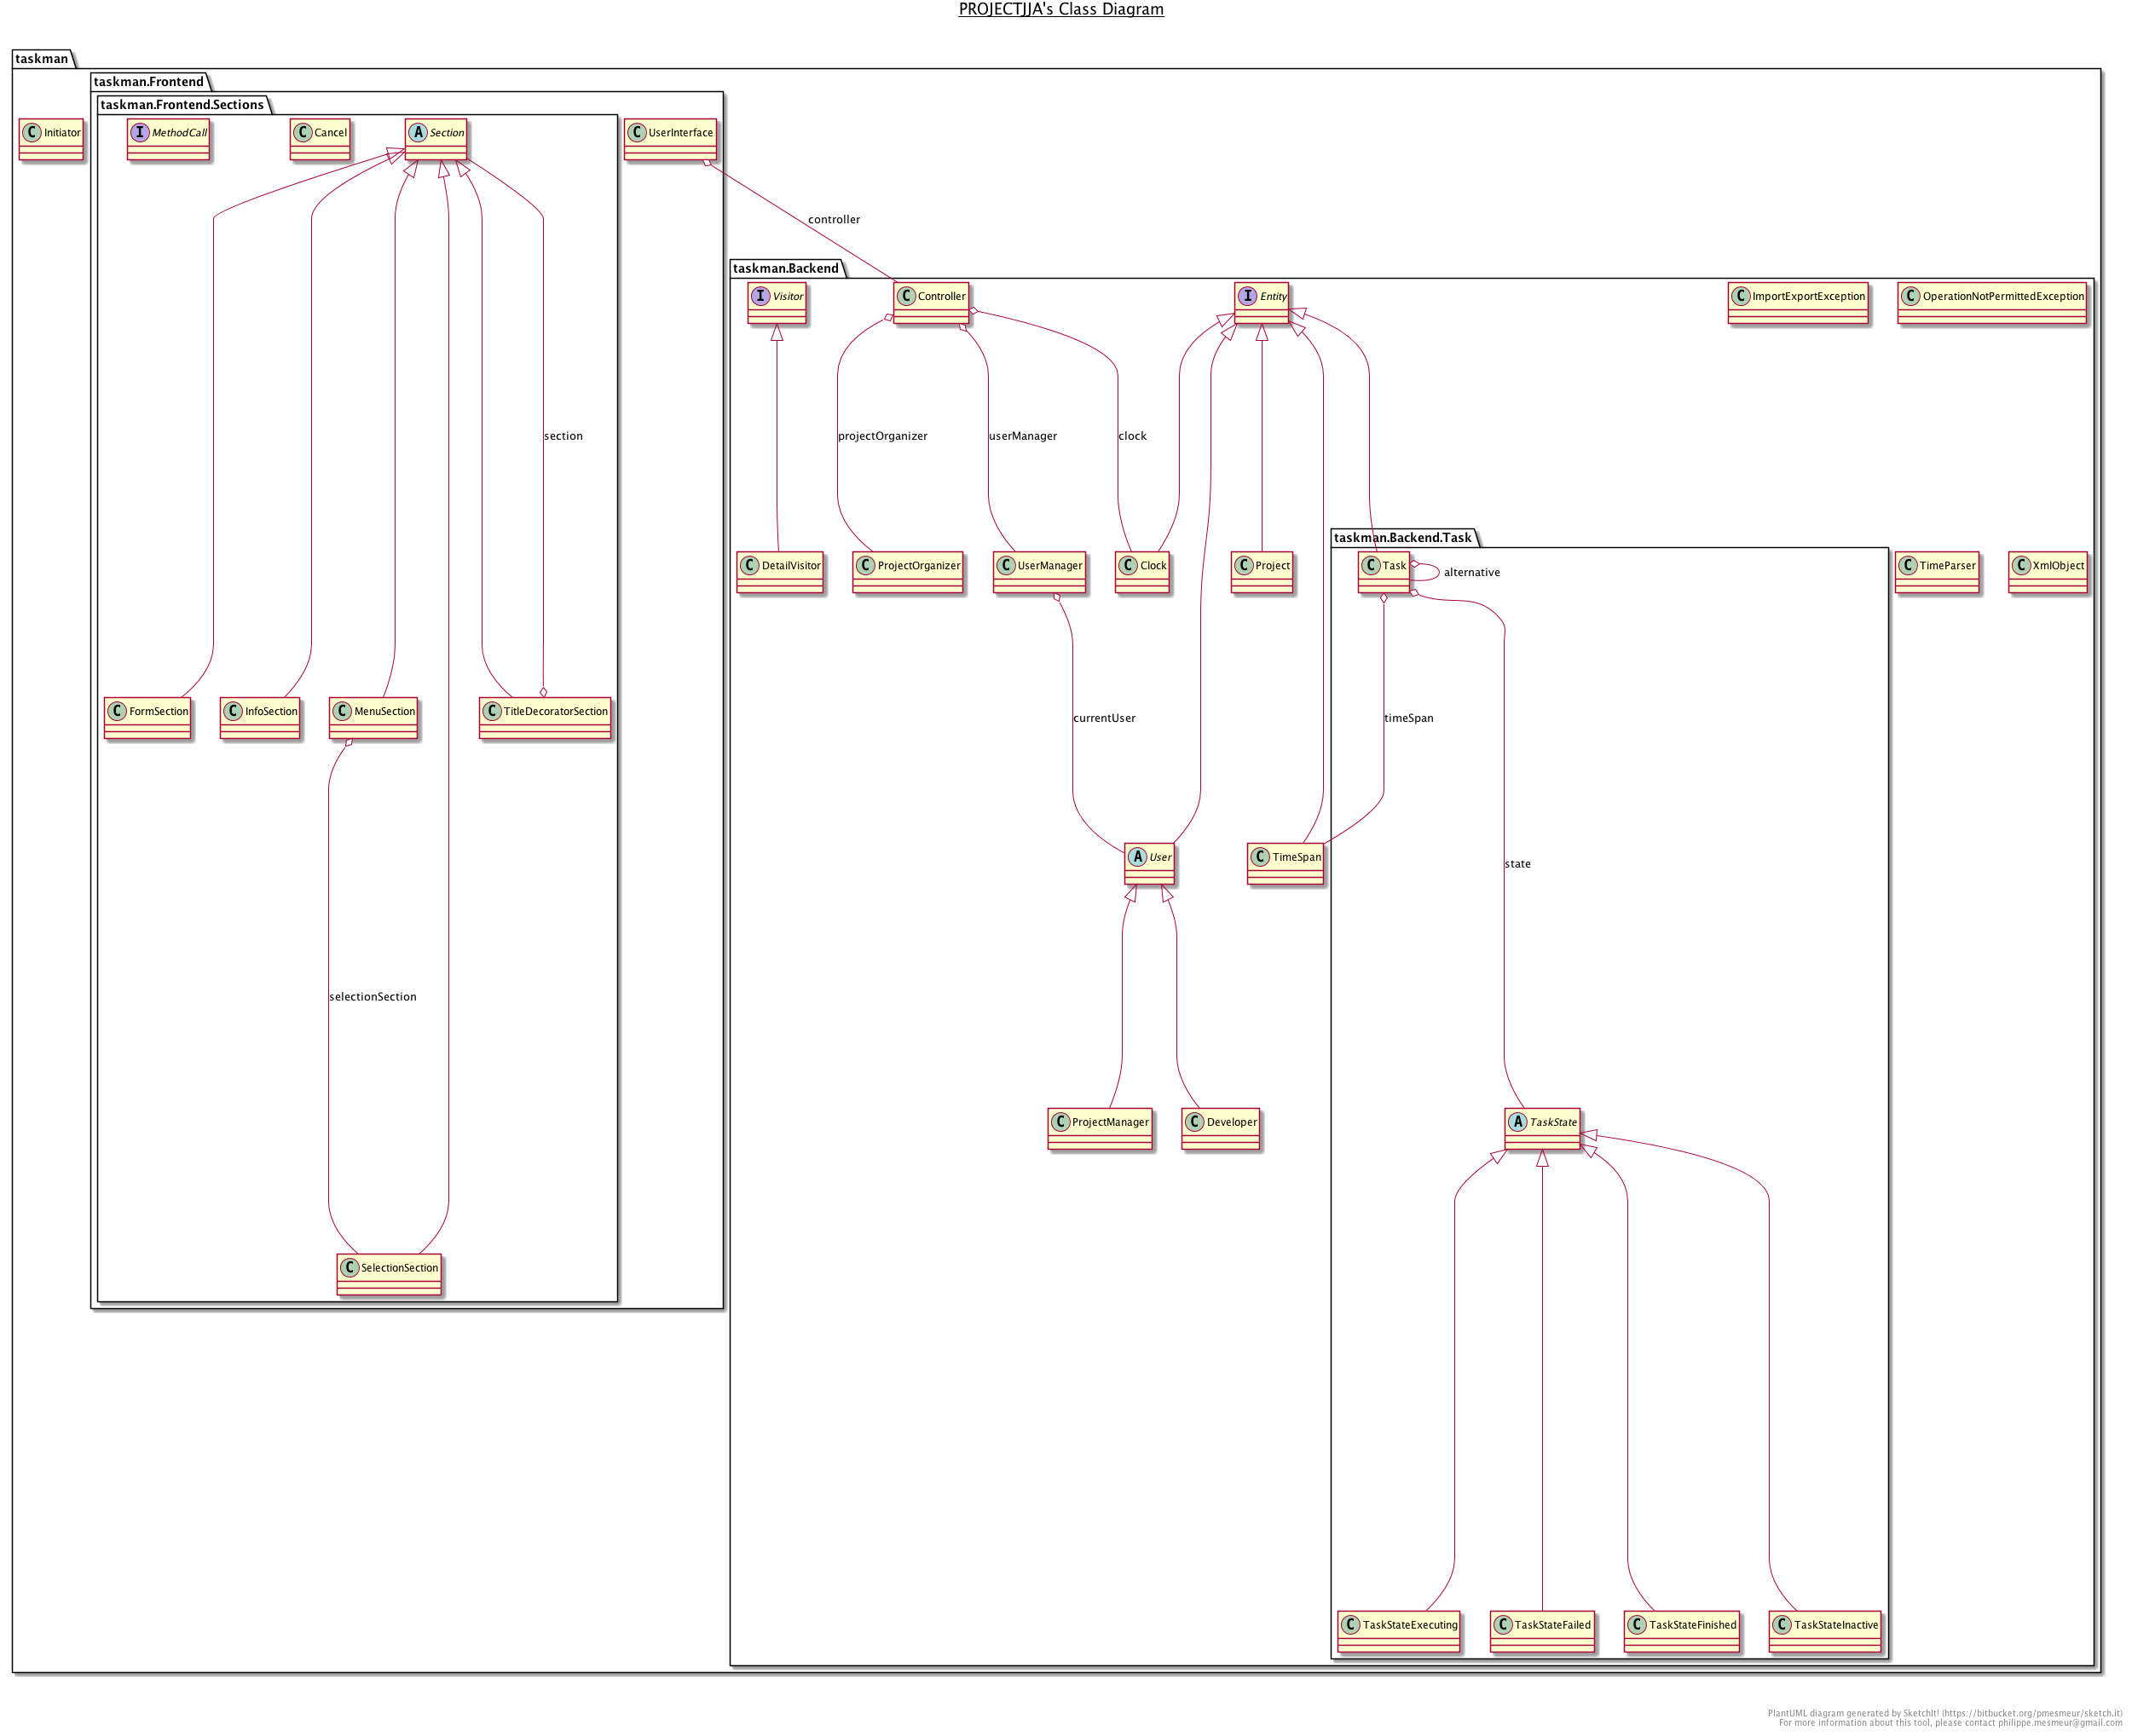 PROJECTJJA's Class Diagram
taskman
taskman.Frontend
taskman.Frontend.Sections
C Initiator
I MethodCall
C Cancel
A Section
C UserInterface
controller
taskman.Backend
I Visitor
C Controller
I Entity
C ImportExportException
C OperationNotPermittedException
section
projectOrganizer
userManager
clock
taskman.Backend.Task
C DetailVisitor
C ProjectOrganizer
C UserManager
C Clock
C Project
C Task
alternative
C TimeParser
C XmlObject
C FormSection
C InfoSection
C MenuSection
C TitleDecoratorSection
currentUser
timeSpan
A User
C TimeSpan
state
selectionSection
C ProjectManager
C Developer
A TaskState
C SelectionSection
C TaskStateExecuting
C TaskStateFailed
C TaskStateFinished
C TaskStateInactive
PlantUML diagram generated by SketchIt! (https://bitbucket.org/pmesmeur/sketch.it)
For more information about this tool, please contact philippe.mesmeur@gmail.com